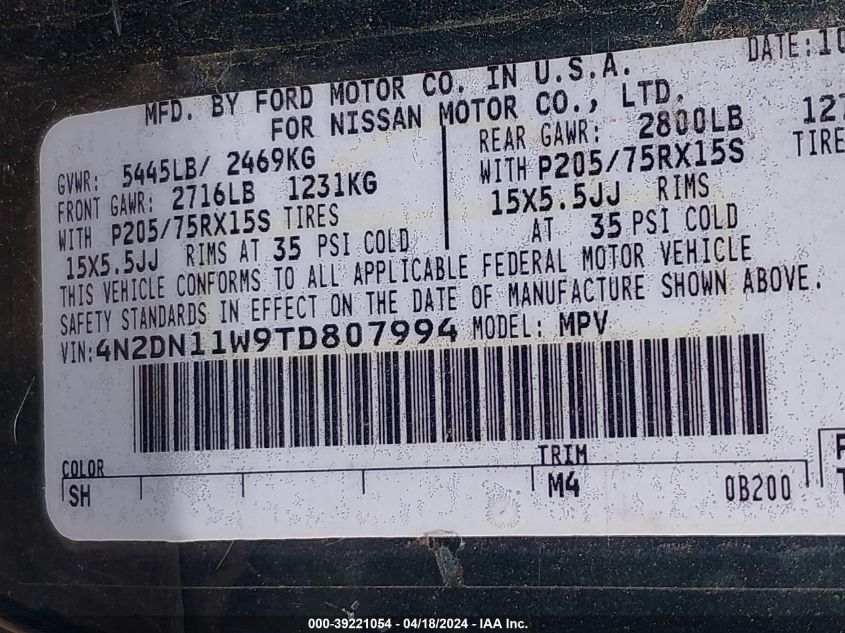 DATE:10
MFD. BY FORD MOTOR CO. IN U.S.A.
FOR NISSAN MOTOR CO., LTD.
GVWR: 5445LB/ 2469KG
FRONT GAWR: 2716LB 1231KG
WITH P205/75RX15S TIRES
15X5.5JJ RIMS AT 35 PSI COLD
REAR GAWR: 2800LB 127
WITH P205/75RX15S TIRE
15X5.5JJ RIMS
AT 35 PSI COLD
THIS VEHICLE CONFORMS TO ALL APPLICABLE FEDERAL MOTOR VEHICLE
SAFETY STANDARDS IN EFFECT ON THE DATE OF MANUFACTURE SHOWN ABOVE.
VIN: 4N2DN11W9TD807994 MODEL: MPV
COLOR TRIM
SH M4 0B200
000-39221054 - 04/18/2024 - IAA Inc.